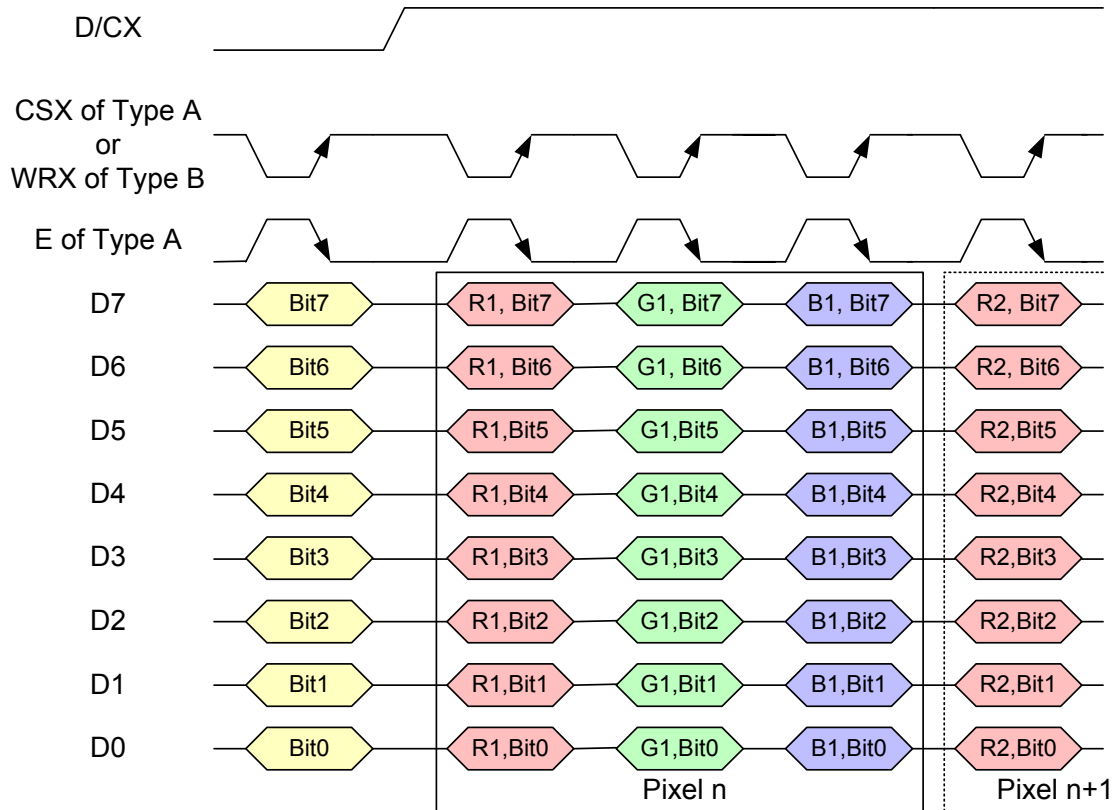 D/CX
CSX of Type A
or
WRX of Type B
E of Type A
D7 Bit7 R1, Bit7 G1, Bit7 B1, Bit7 R2, Bit7
D6 Bit6 R1, Bit6 G1, Bit6 B1, Bit6 R2, Bit6
D5 Bit5 R1,Bit5 G1,Bit5 B1,Bit5 R2,Bit5
D4 Bit4 R1,Bit4 G1,Bit4 B1,Bit4 R2,Bit4
D3 Bit3 R1,Bit3 G1,Bit3 B1,Bit3 R2,Bit3
D2 Bit2 R1,Bit2 G1,Bit2 B1,Bit2 R2,Bit2
D1 Bit1 R1,Bit1 G1,Bit1 B1,Bit1 R2,Bit1
D0 Bit0 R1,Bit0 G1,Bit0 B1,Bit0 R2,Bit0
Pixel n Pixel n+1